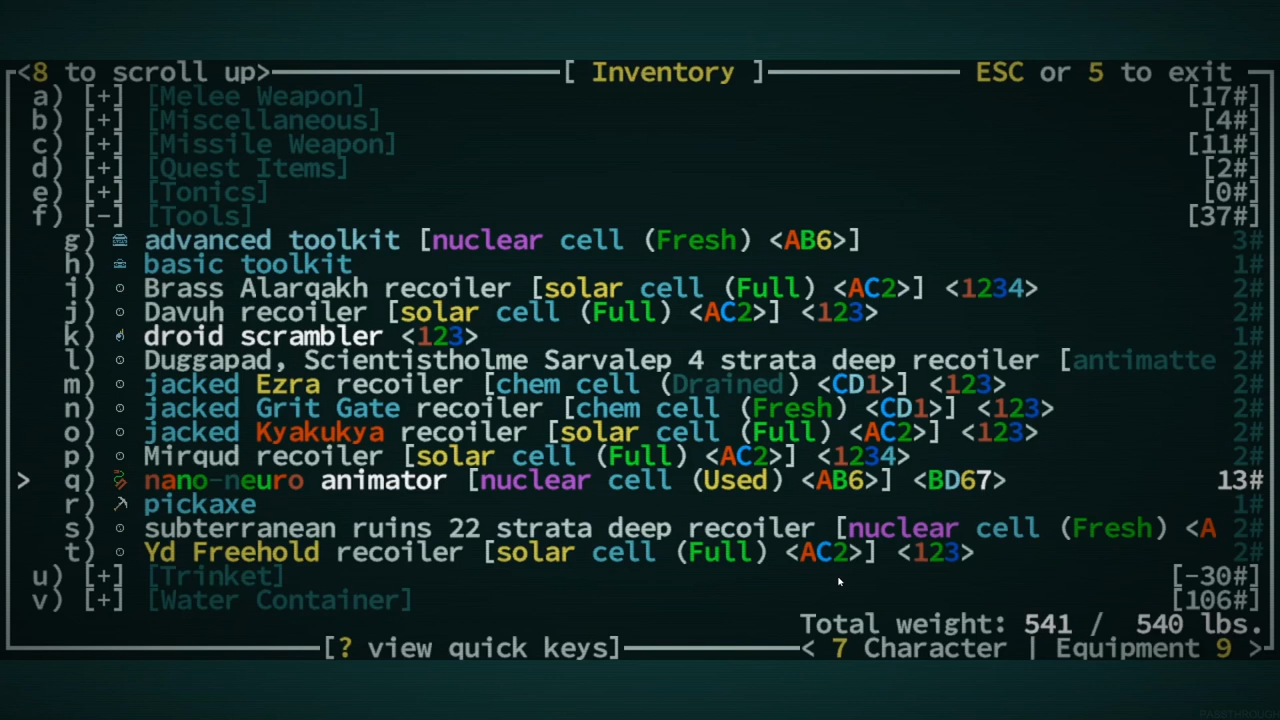 <8 to scroll up> [ Inventory ] ESC or 5 to exit
a) [+] [Melee Weapon] [17#]
b) [+] [Miscellaneous] [4#]
c) [+] [Missile Weapon] [11#]
d) [+] [Quest Items] [2#]
e) [+] [Tonics] [0#]
f) [-] [Tools] [37#]
g) advanced toolkit [nuclear cell (Fresh) <AB6>] 3#
h) basic toolkit 1#
i) Brass Alarqakh recoiler [solar cell (Full) <AC2>] <1234> 2#
j) Davuh recoiler [solar cell (Full) <AC2>] <123> 2#
k) droid scrambler <123> 1#
l) Duggapad, Scientistholme Sarvalep 4 strata deep recoiler [antimatte 2#
m) jacked Ezra recoiler [chem cell (Drained) <CD1>] <123> 2#
n) jacked Grit Gate recoiler [chem cell (Fresh) <CD1>] <123> 2#
o) jacked Kyakukya recoiler [solar cell (Full) <AC2>] <123> 2#
p) Mirqud recoiler [solar cell (Full) <AC2>] <1234> 2#
> q) nano-neuro animator [nuclear cell (Used) <AB6>] <BD67> 13#
r) pickaxe 1#
s) subterranean ruins 22 strata deep recoiler [nuclear cell (Fresh) <A 2#
t) Yd Freehold recoiler [solar cell (Full) <AC2>] <123> 2#
u) [+] [Trinket] [-30#]
v) [+] [Water Container] [106#]
Total weight: 541 / 540 lbs.
[? view quick keys] < 7 Character | Equipment 9 >